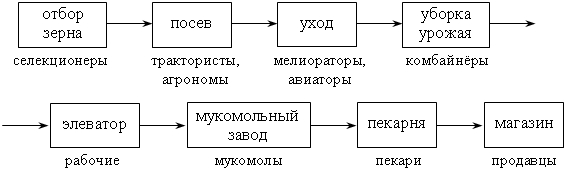 отбор
зерна
посев
уход
уборка
урожая
селекционеры
трактористы,
агрономы
мелиораторы,
авиаторы
комбайнёры
элеватор
мукомольный
завод
пекарня
магазин
рабочие
мукомолы
пекари
продавцы